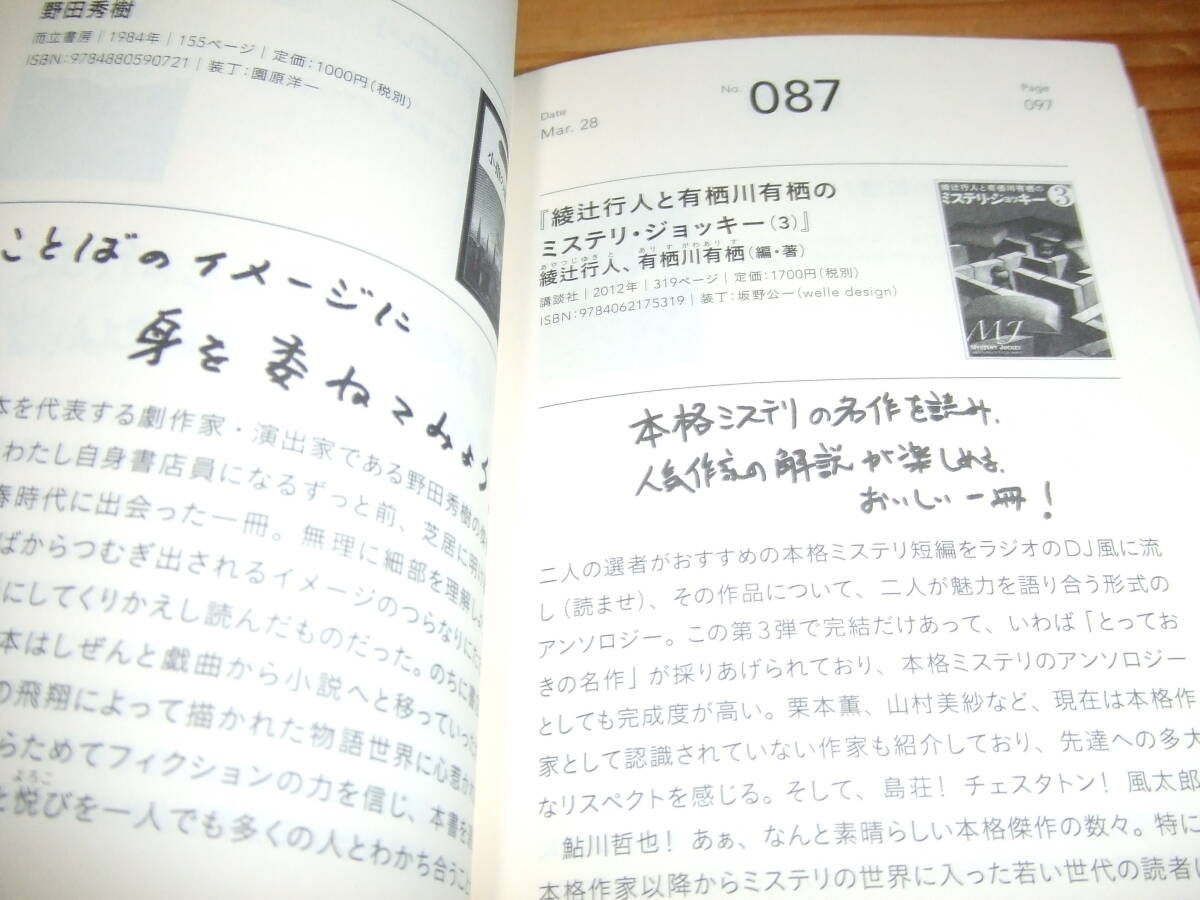 野田秀樹
而立書房｜1984年｜155ページ｜定価：1000円（税別）
ISBN：9784880590721｜装丁：園原洋一
ことばのイメージに
身を委ねてみよう
本を代表する劇作家・演出家である野田秀樹の
わたし自身書店員になるずっと前、芝居に明け
春時代に出会った一冊。無理に細部を理解しよ
ばからつむぎ出されるイメージのつらなりに
にしてくりかえし読んだものだった。のちに
本はしぜんと戯曲から小説へと移っていった
の飛翔によって描かれた物語世界に心惹かれ
らためてフィクションの力を信じ、本書を
よろこ
と悦びを一人でも多くの人とわかち合うこと
Date
Mar. 28
No. 087
Page
097
『綾辻行人と有栖川有栖の
ミステリ・ジョッキー（3）』
あやつじゆきと ありすがわありす
綾辻行人、有栖川有栖（編・著）
講談社｜2012年｜319ページ｜定価：1700円（税別）
ISBN：9784062175319｜装丁：坂野公一（welle design）
綾辻行人と有栖川有栖の
ミステリ・ジョッキー③
MJ
MYSTERY JOCKEY
本格ミステリの名作を読み、
人気作家の解説が楽しめる、
おいしい一冊！
二人の選者がおすすめの本格ミステリ短編をラジオのDJ風に流
し（読ませ）、その作品について、二人が魅力を語り合う形式の
アンソロジー。この第3弾で完結だけあって、いわば「とってお
きの名作」が採りあげられており、本格ミステリのアンソロジー
としても完成度が高い。栗本薫、山村美紗など、現在は本格作
家として認識されていない作家も紹介しており、先達への多大
なリスペクトを感じる。そして、島荘！ チェスタトン！ 風太郎
鮎川哲也！ あぁ、なんと素晴らしい本格傑作の数々。特に
本格作家以降からミステリの世界に入った若い世代の読者に